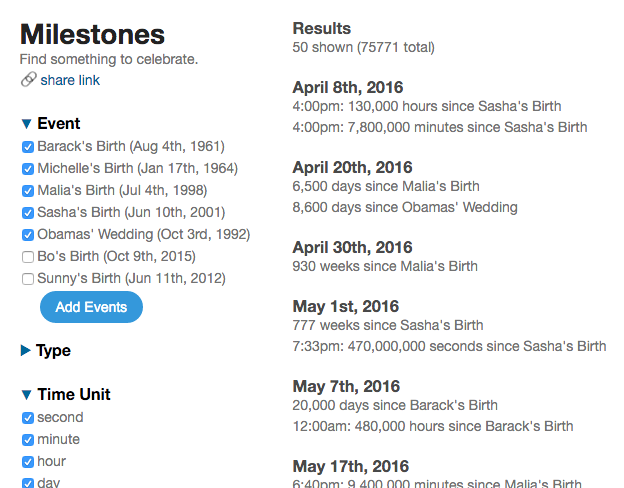 Milestones
Find something to celebrate.
share link
Event
Barack's Birth (Aug 4th, 1961)
Michelle's Birth (Jan 17th, 1964)
Malia's Birth (Jul 4th, 1998)
Sasha's Birth (Jun 10th, 2001)
Obamas' Wedding (Oct 3rd, 1992)
Bo's Birth (Oct 9th, 2015)
Sunny's Birth (Jun 11th, 2012)
Add Events
Type
Time Unit
second
minute
hour
day
Results
50 shown (75771 total)
April 8th, 2016
4:00pm: 130,000 hours since Sasha's Birth
4:00pm: 7,800,000 minutes since Sasha's Birth
April 20th, 2016
6,500 days since Malia's Birth
8,600 days since Obamas' Wedding
April 30th, 2016
930 weeks since Malia's Birth
May 1st, 2016
777 weeks since Sasha's Birth
7:33pm: 470,000,000 seconds since Sasha's Birth
May 7th, 2016
20,000 days since Barack's Birth
12:00am: 480,000 hours since Barack's Birth
May 17th, 2016
6:40pm: 9,400,000 minutes since Malia's Birth